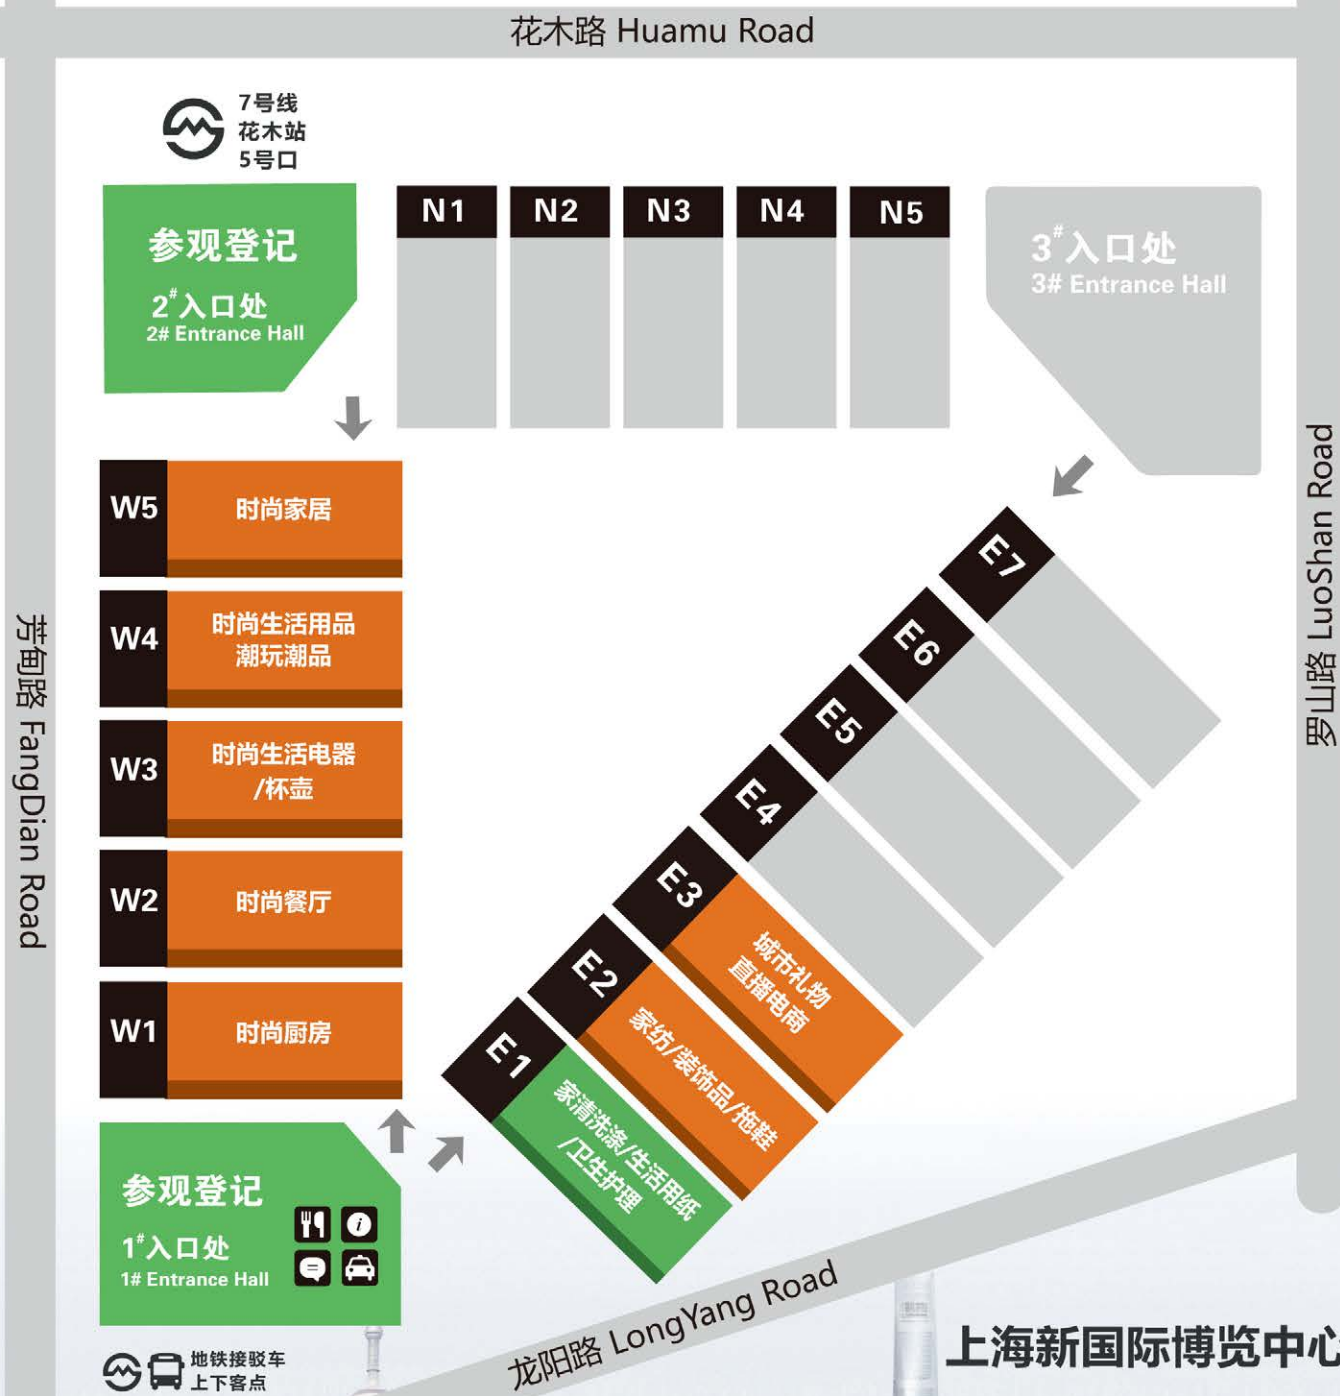 花木路 Huamu Road
7号线
花木站
5号口
参观登记
2#入口处
2# Entrance Hall
N1
N2
N3
N4
N5
3#入口处
3# Entrance Hall
罗山路 LuoShan Road
芳甸路 FangDian Road
W5
时尚家居
W4
时尚生活用品
潮玩潮品
W3
时尚生活电器
/杯壶
W2
时尚餐厅
W1
时尚厨房
E7
E6
E5
E4
E3
城市礼物
直播电商
E2
家纺/装饰品/拖鞋
E1
家清洗涤/生活用纸
/卫生护理
参观登记
1#入口处
1# Entrance Hall
地铁接驳车
上下客点
龙阳路 LongYang Road
上海新国际博览中心